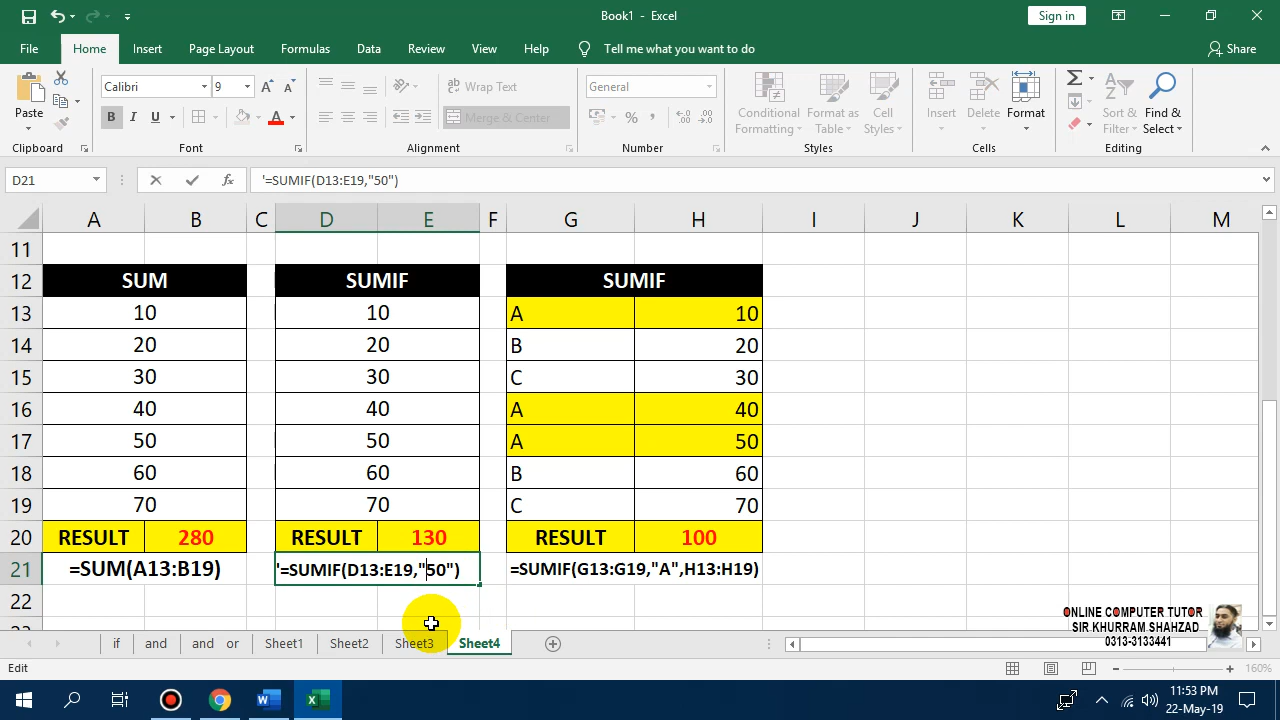 Book1 - Excel
Sign in
File Home Insert Page Layout Formulas Data Review View Help Tell me what you want to do Share
Paste
Calibri 9
B I U
A A
Wrap Text
Merge & Center
General
Conditional Formatting
Format as Table
Cell Styles
Insert Delete Format
Sort & Filter
Find & Select
Clipboard Font Alignment Number Styles Cells Editing
D21 fx '=SUMIF(D13:E19,"50")
A B C D E F G H I J K L M
11
12 SUM SUMIF SUMIF
13 10 10 A 10
14 20 20 B 20
15 30 30 C 30
16 40 40 A 40
17 50 50 A 50
18 60 60 B 60
19 70 70 C 70
20 RESULT 280 RESULT 130 RESULT 100
21 =SUM(A13:B19) '=SUMIF(D13:E19,"50") =SUMIF(G13:G19,"A",H13:H19)
22
ONLINE COMPUTER TUTOR
SIR KHURRAM SHAHZAD
0313-3133441
if and and or Sheet1 Sheet2 Sheet3 Sheet4
Edit 160%
11:53 PM
22-May-19